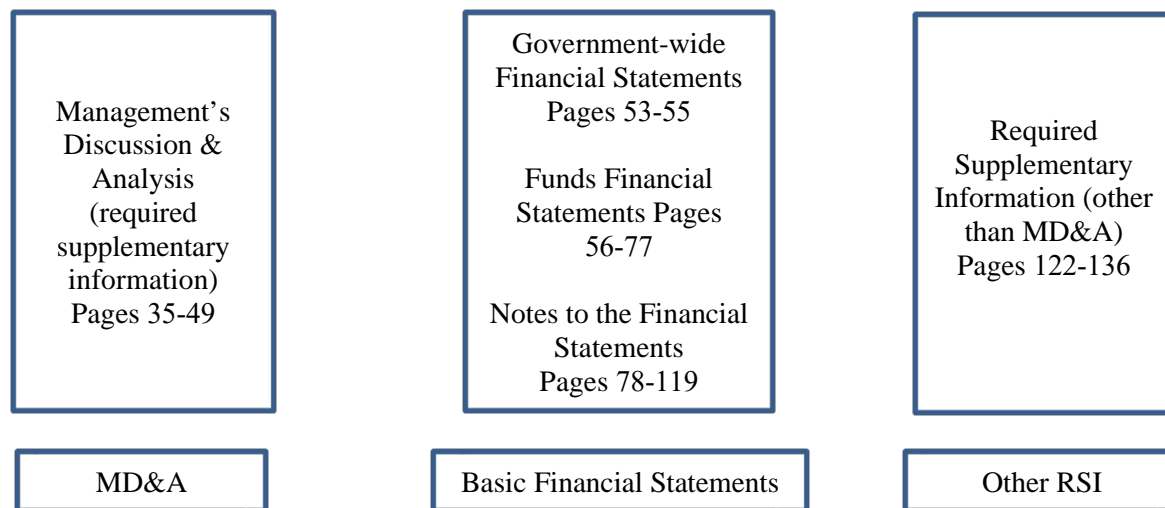 Management’s
Discussion &
Analysis
(required
supplementary
information)
Pages 35-49
Government-wide
Financial Statements
Pages 53-55
Funds Financial
Statements Pages
56-77
Notes to the Financial
Statements
Pages 78-119
Required
Supplementary
Information (other
than MD&A)
Pages 122-136
MD&A
Basic Financial Statements
Other RSI